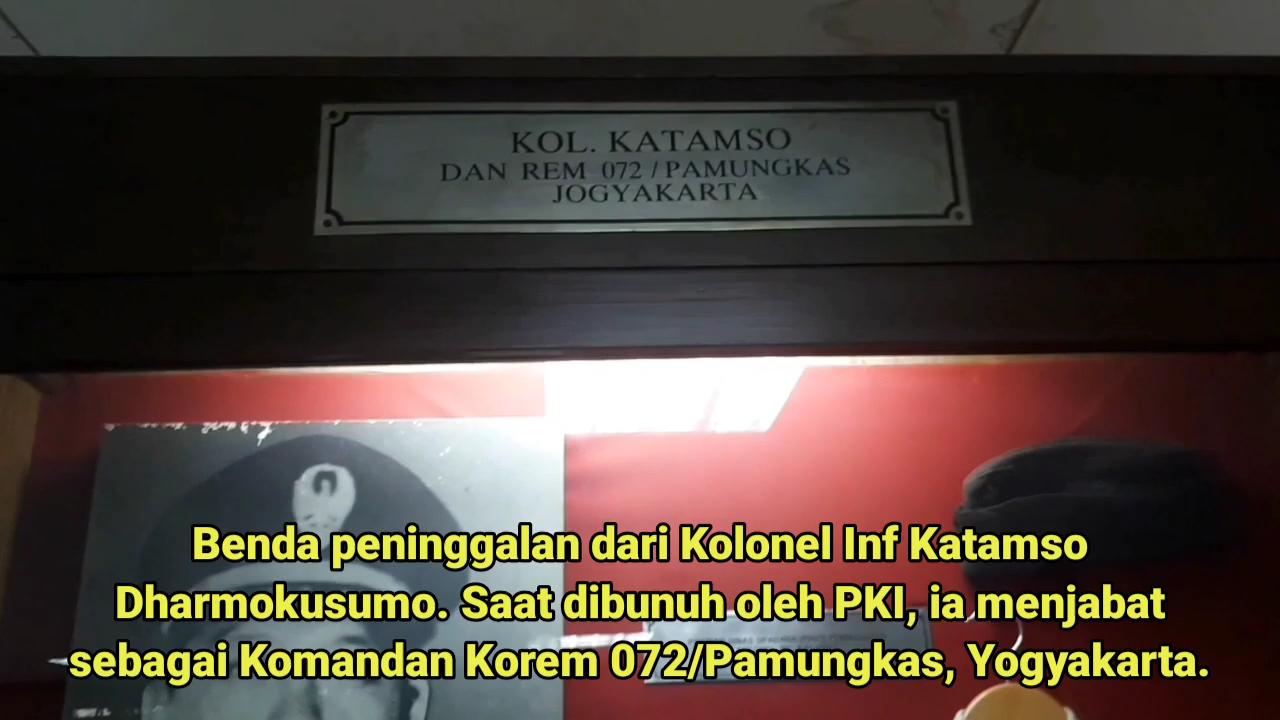 KOL. KATAMSO
DAN REM 072 / PAMUNGKAS
JOGYAKARTA
Benda peninggalan dari Kolonel Inf Katamso
Dharmokusumo. Saat dibunuh oleh PKI, ia menjabat
sebagai Komandan Korem 072/Pamungkas, Yogyakarta.